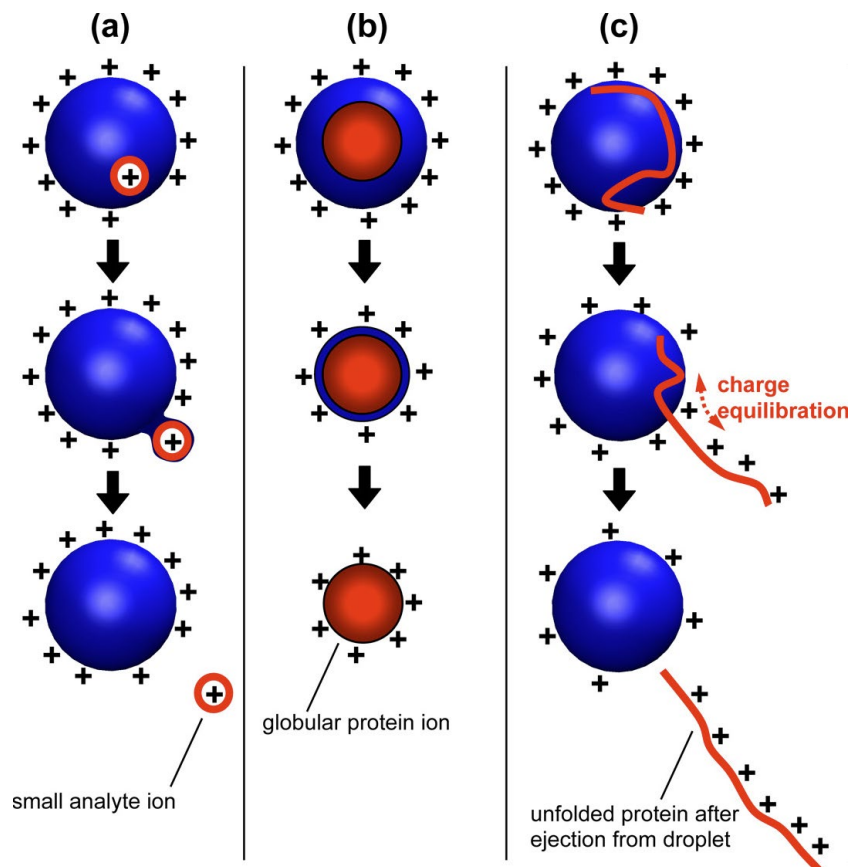 (a)
(b)
(c)
charge
equilibration
globular protein ion
small analyte ion
unfolded protein after
ejection from droplet